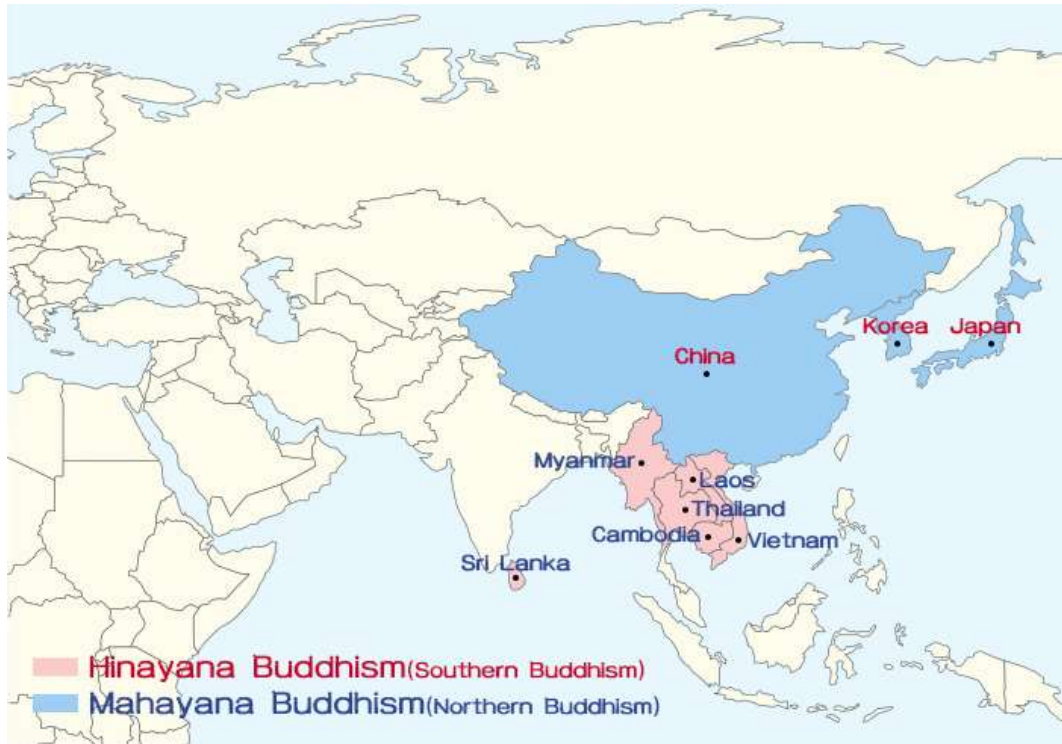 Korea
Japan
China
Myanmar
Laos
Thailand
Cambodia
Vietnam
Sri Lanka
Hinayana Buddhism(Southern Buddhism)
Mahayana Buddhism(Northern Buddhism)